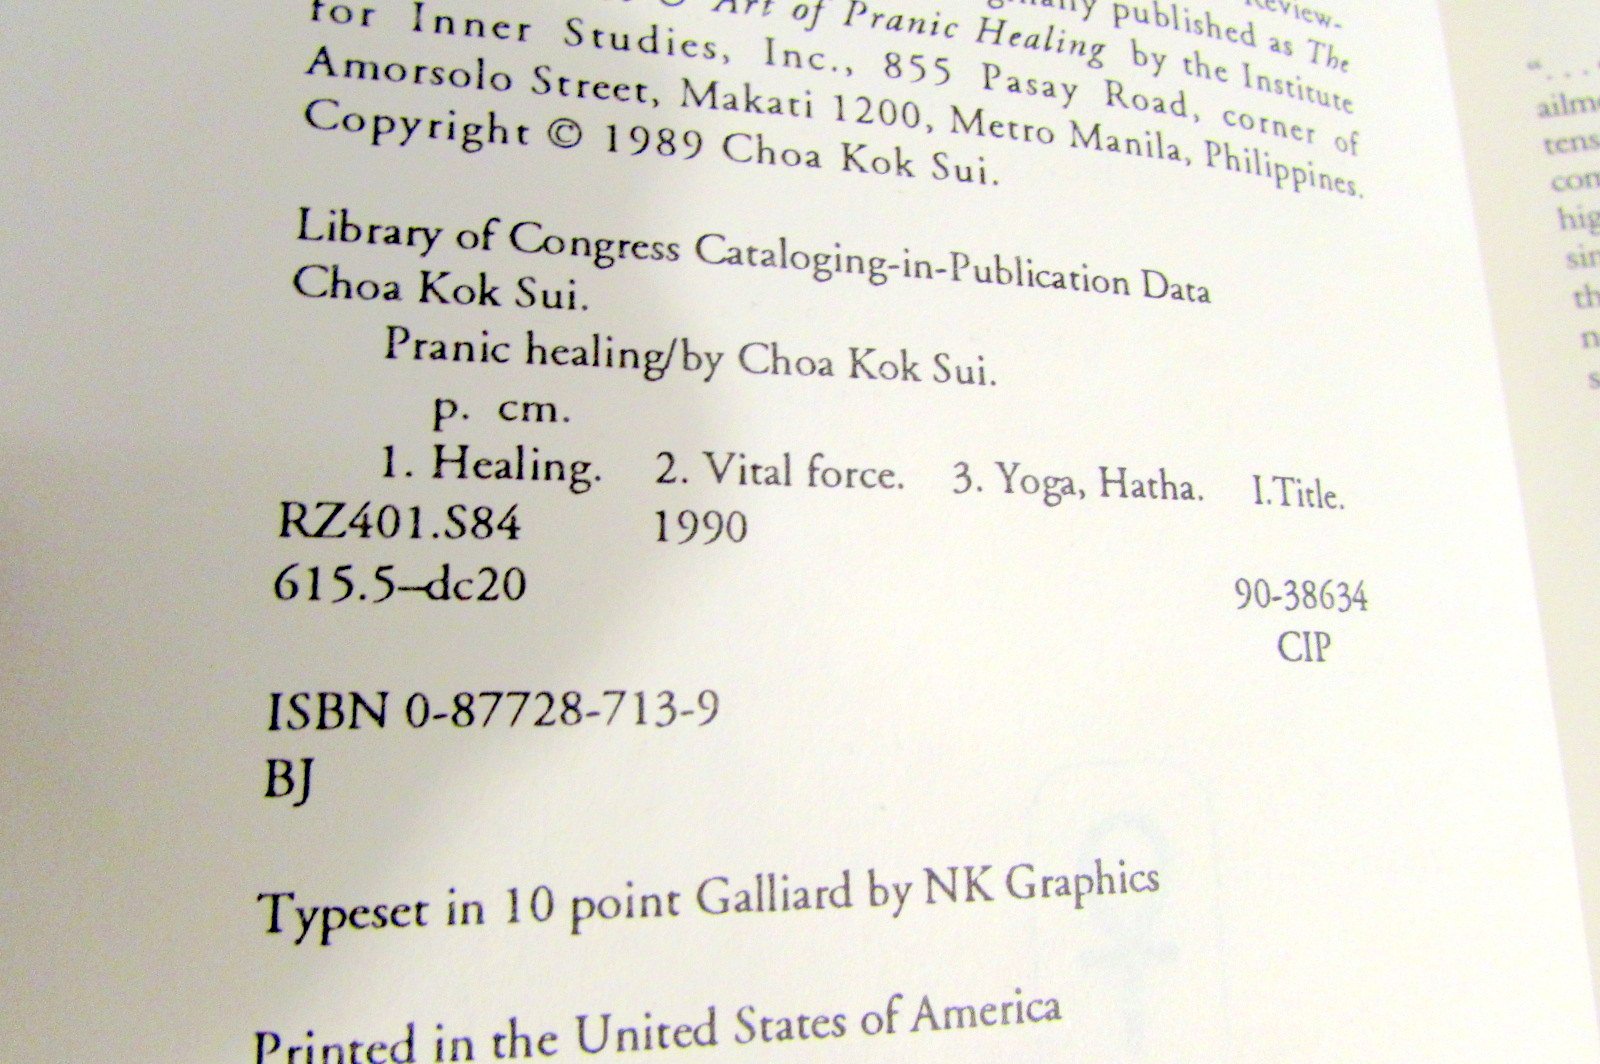 Review-
published as The
Art of Pranic Healing by the Institute
for Inner Studies, Inc., 855 Pasay Road, corner of
Amorsolo Street, Makati 1200, Metro Manila, Philippines.
Copyright © 1989 Choa Kok Sui.
Library of Congress Cataloging-in-Publication Data
Choa Kok Sui.
Pranic healing/by Choa Kok Sui.
p. cm.
1. Healing. 2. Vital force. 3. Yoga, Hatha. I.Title.
RZ401.S84 1990
615.5–dc20
90-38634
CIP
ISBN 0-87728-713-9
BJ
Typeset in 10 point Galliard by NK Graphics
Printed in the United States of America